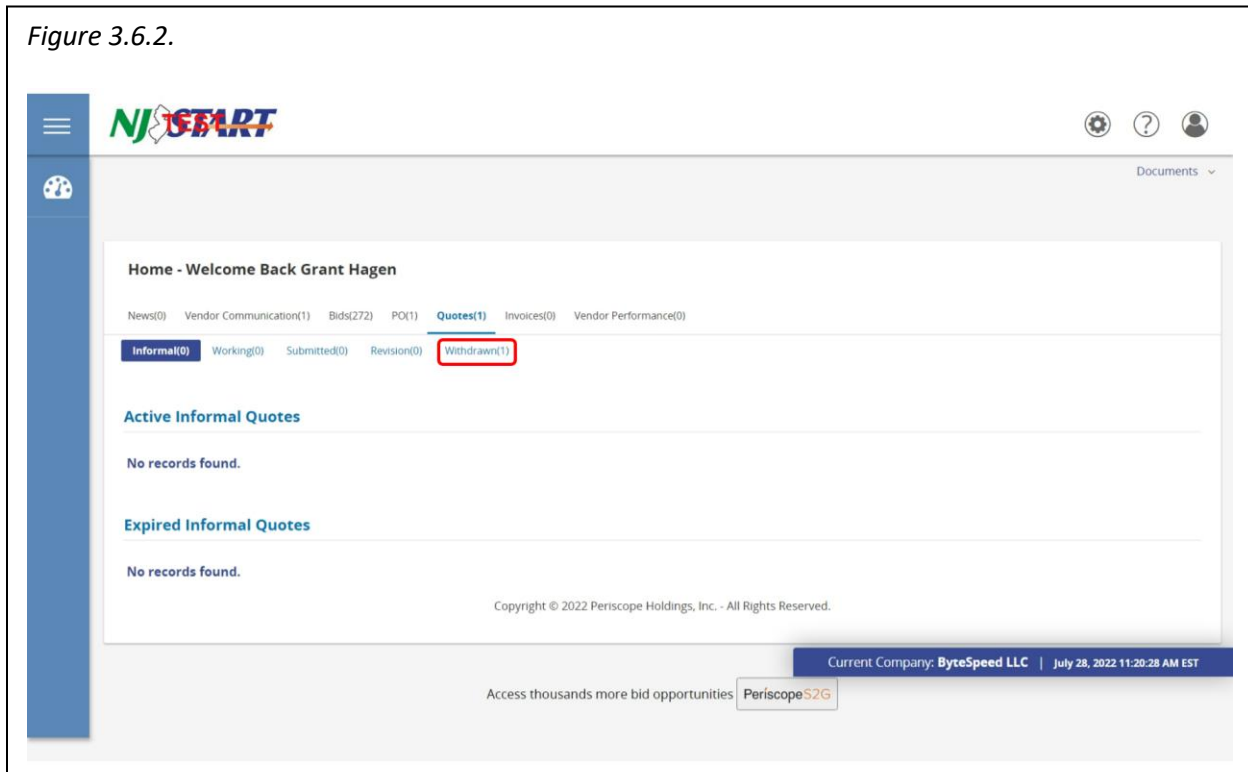 Figure 3.6.2.
NJ START TEST
?
Documents
Home - Welcome Back Grant Hagen
News(0) Vendor Communication(1) Bids(272) PO(1) Quotes(1) Invoices(0) Vendor Performance(0)
Informal(0) Working(0) Submitted(0) Revision(0) Withdrawn(1)
Active Informal Quotes
No records found.
Expired Informal Quotes
No records found.
Copyright © 2022 Periscope Holdings, Inc. - All Rights Reserved.
Current Company: ByteSpeed LLC | July 28, 2022 11:20:28 AM EST
Access thousands more bid opportunities PeriscopeS2G